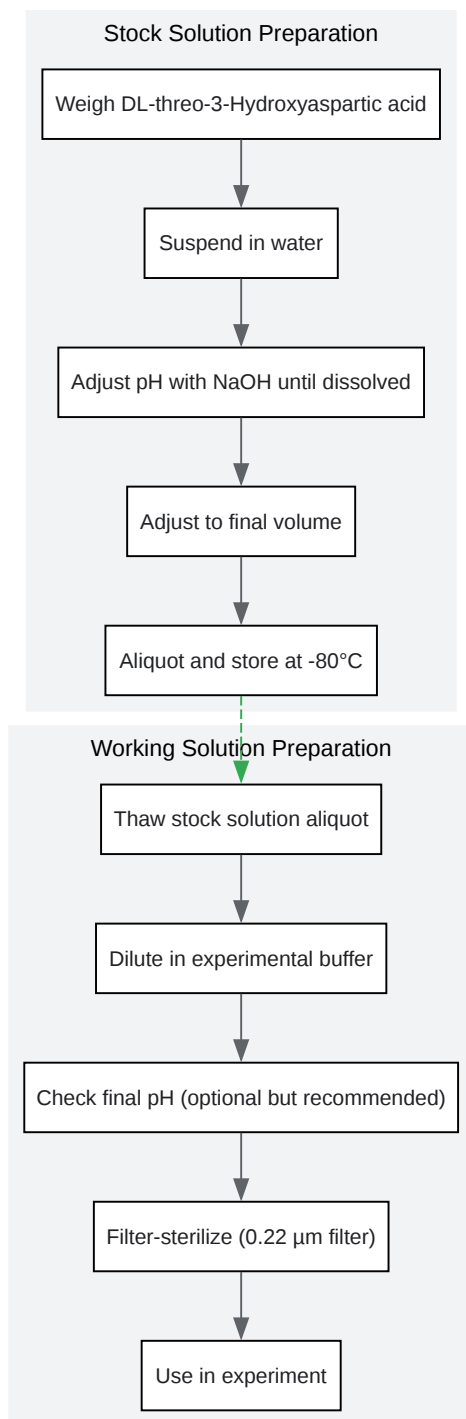 Stock Solution Preparation
Weigh DL-threo-3-Hydroxyaspartic acid
Suspend in water
Adjust pH with NaOH until dissolved
Adjust to final volume
Aliquot and store at -80°C
Working Solution Preparation
Thaw stock solution aliquot
Dilute in experimental buffer
Check final pH (optional but recommended)
Filter-sterilize (0.22 µm filter)
Use in experiment